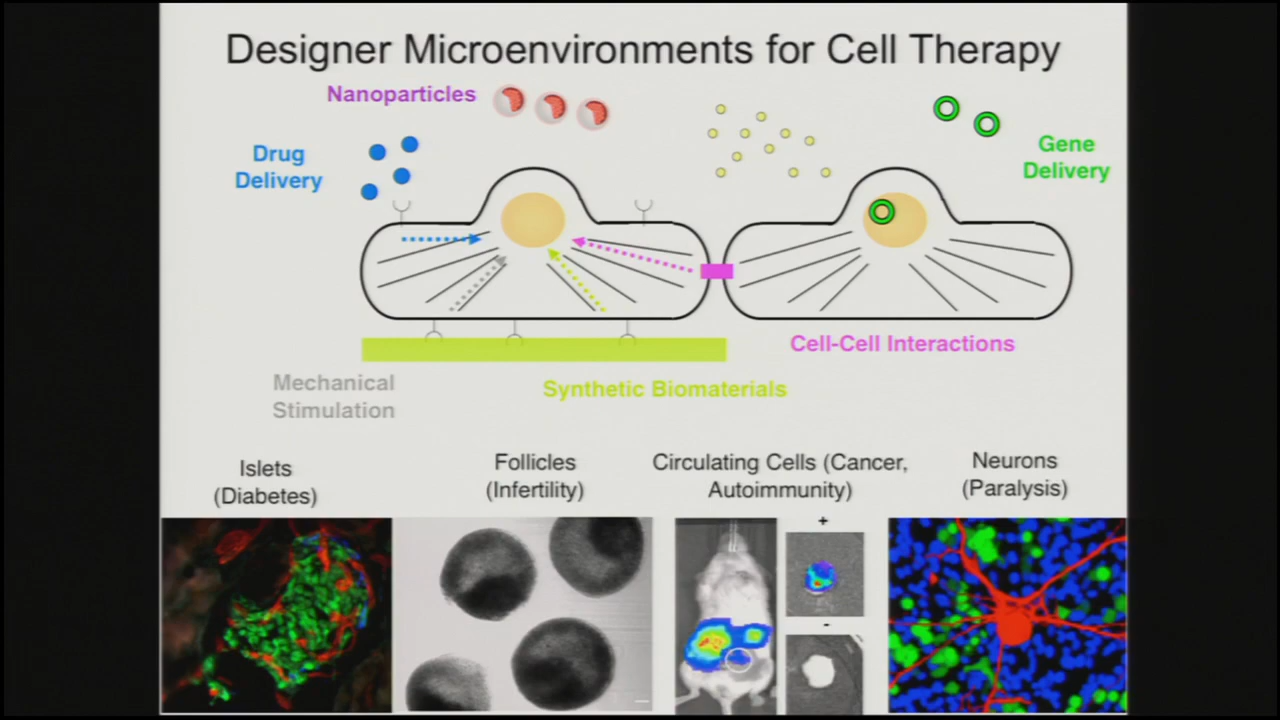 Designer Microenvironments for Cell Therapy
Nanoparticles
Drug
Delivery
Gene
Delivery
Cell-Cell Interactions
Mechanical
Stimulation
Synthetic Biomaterials
Islets
(Diabetes)
Follicles
(Infertility)
Circulating Cells (Cancer,
Autoimmunity)
Neurons
(Paralysis)
+
-